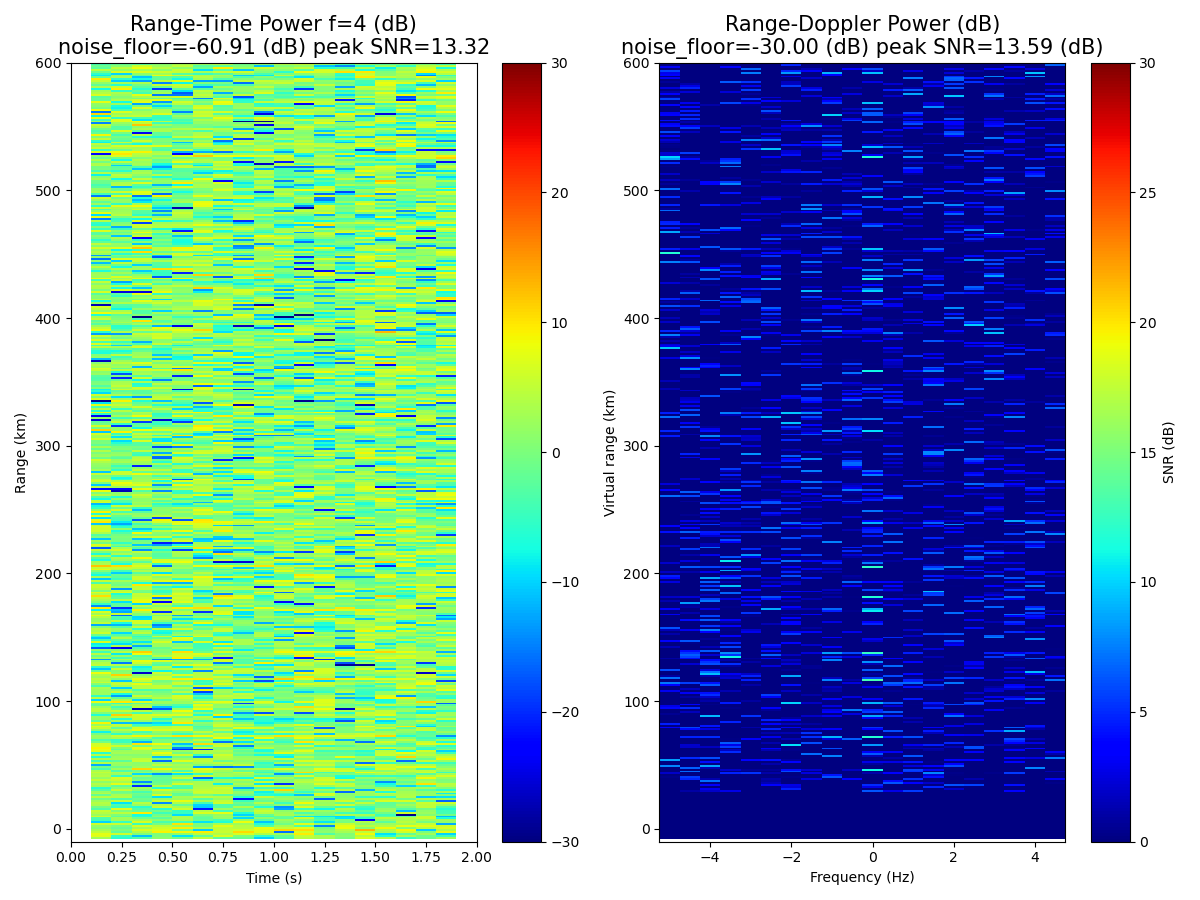 Range-Time Power f=4 (dB)
noise_floor=-60.91 (dB) peak SNR=13.32
Range-Doppler Power (dB)
noise_floor=-30.00 (dB) peak SNR=13.59 (dB)
600
500
400
300
200
100
0
Range (km)
0.00 0.25 0.50 0.75 1.00 1.25 1.50 1.75 2.00
Time (s)
30
20
10
0
−10
−20
−30
600
500
400
300
200
100
0
Virtual range (km)
−4 −2 0 2 4
Frequency (Hz)
30
25
20
15
10
5
0
SNR (dB)